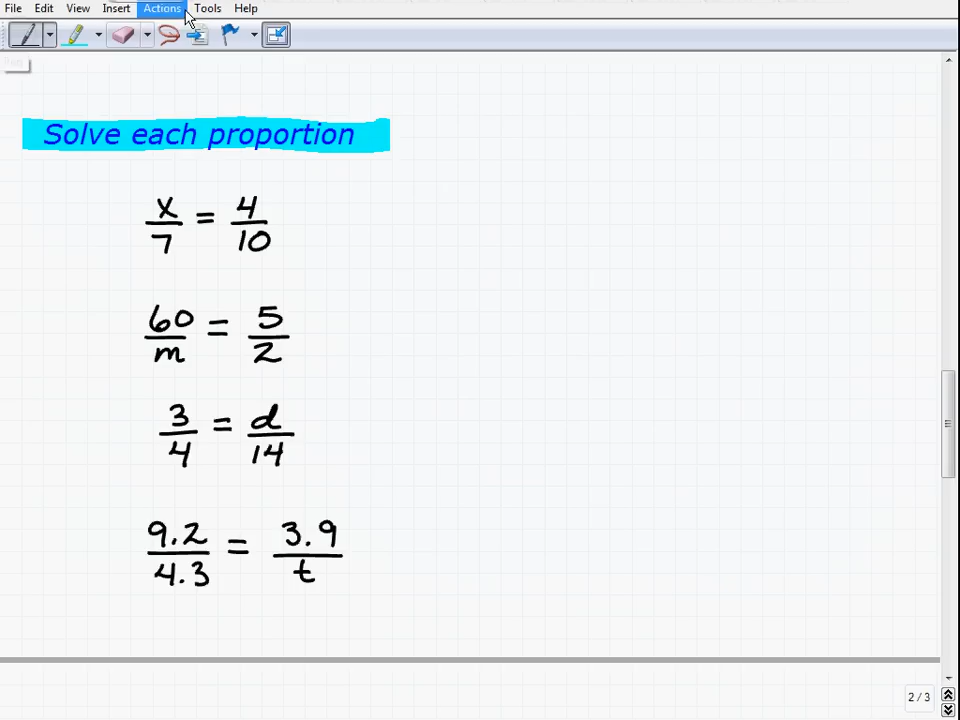 File Edit View Insert Actions Tools Help
Solve each proportion
x/7 = 4/10
60/m = 5/2
3/4 = d/14
9.2/4.3 = 3.9/t
2 / 3